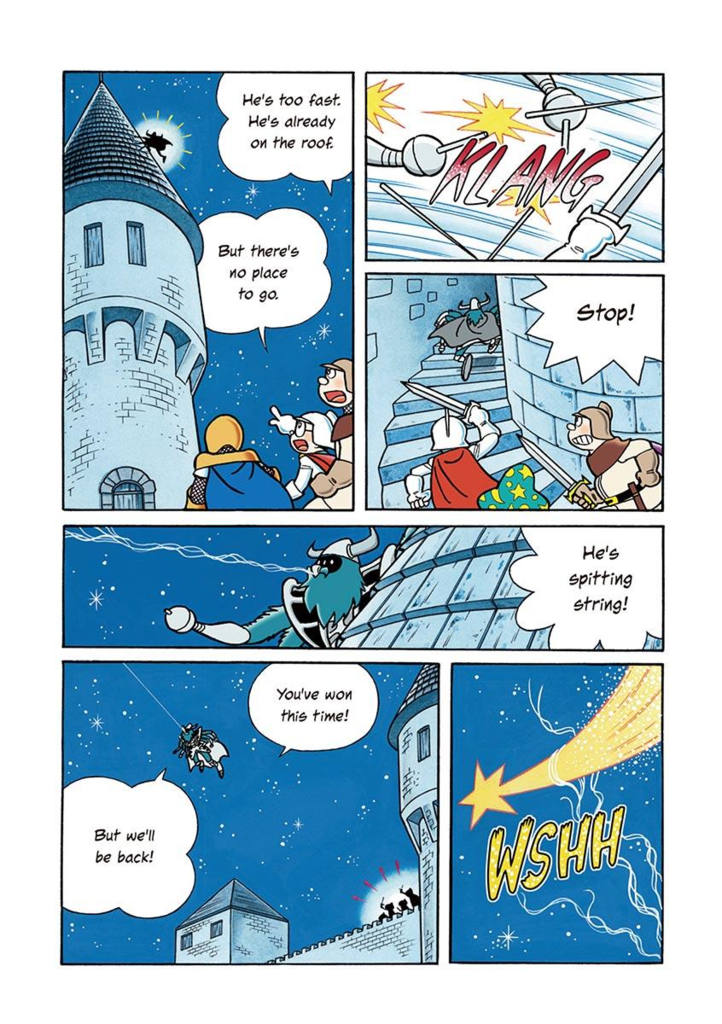 KLANG
Stop!
He's too fast.
He's already
on the roof.
But there's
no place
to go.
He's
spitting
string!
WSHH
You've won
this time!
But we'll
be back!